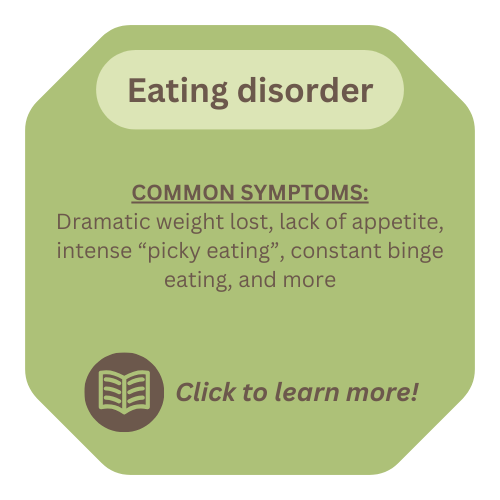 Eating disorder
COMMON SYMPTOMS:
Dramatic weight lost, lack of appetite,
intense “picky eating”, constant binge
eating, and more
Click to learn more!